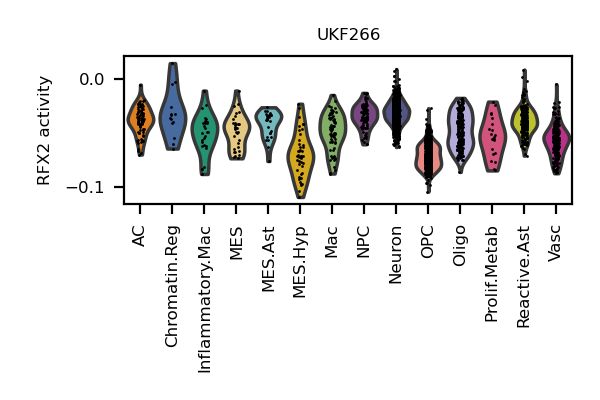 UKF266
RFX2 activity
0.0
−0.1
AC
Chromatin.Reg
Inflammatory.Mac
MES
MES.Ast
MES.Hyp
Mac
NPC
Neuron
OPC
Oligo
Prolif.Metab
Reactive.Ast
Vasc